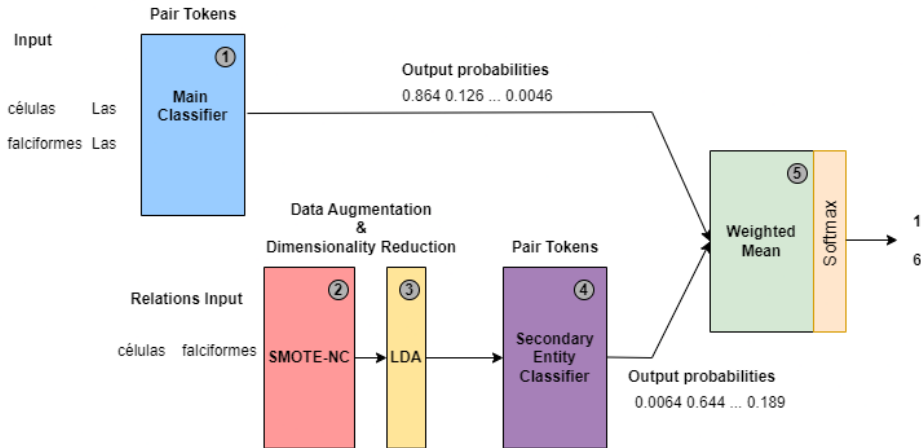 Pair Tokens
Input
1
Main
Classifier
células Las
falciformes Las
Output probabilities
0.864 0.126 ... 0.0046
Data Augmentation
&
Dimensionality Reduction
Relations Input
células falciformes
2
SMOTE-NC
3
LDA
Pair Tokens
4
Secondary
Entity
Classifier
Output probabilities
0.0064 0.644 ... 0.189
5
Weighted
Mean
Softmax
1
6